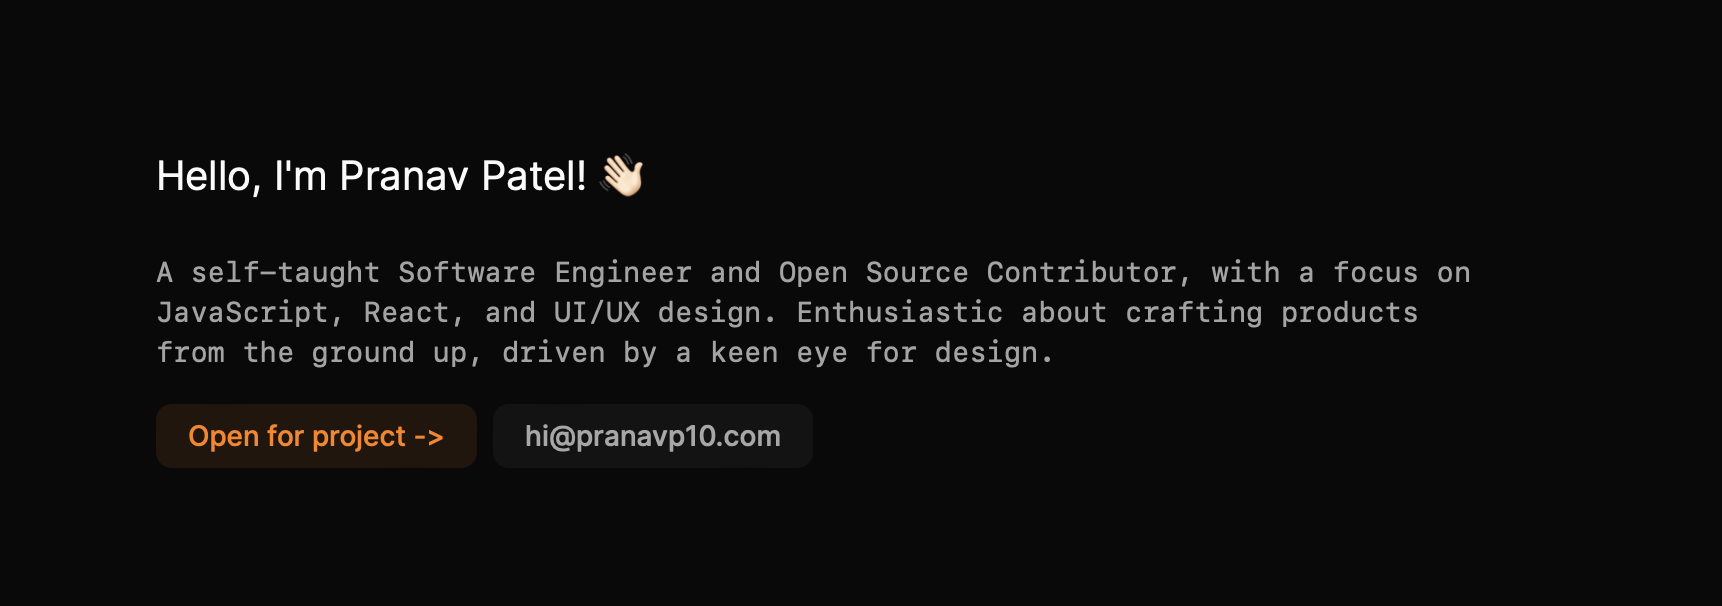 Hello, I'm Pranav Patel! 👋🏻
A self-taught Software Engineer and Open Source Contributor, with a focus on
JavaScript, React, and UI/UX design. Enthusiastic about crafting products
from the ground up, driven by a keen eye for design.
Open for project ->
hi@pranavp10.com